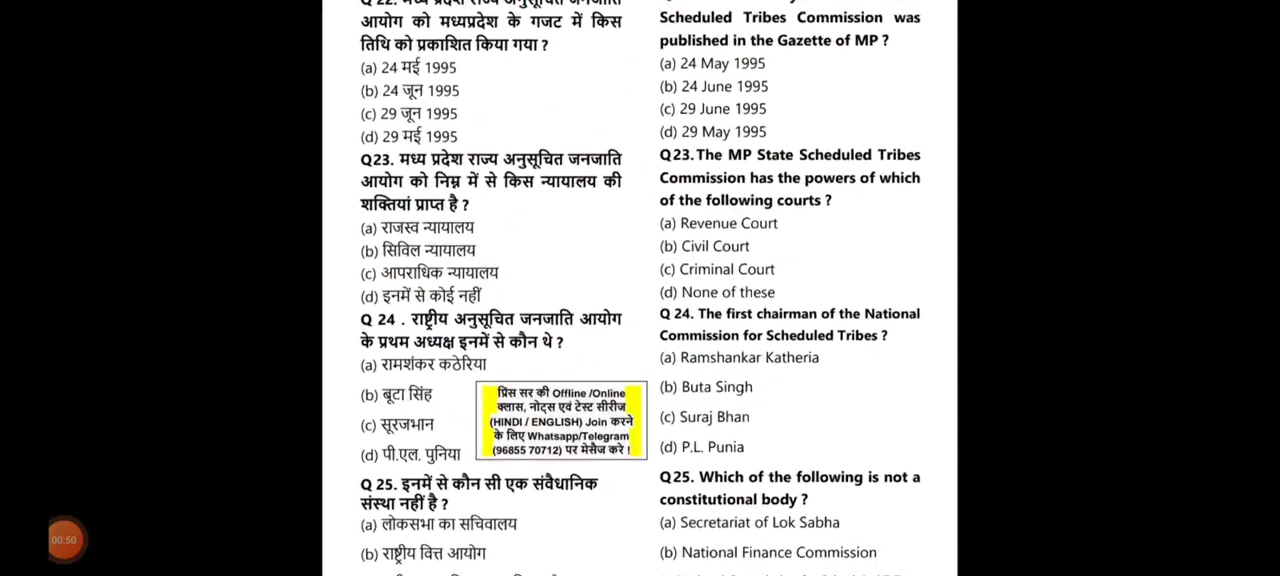 Q 22. मध्य प्रदेश राज्य अनुसूचित जनजाति
आयोग को मध्यप्रदेश के गजट में किस
तिथि को प्रकाशित किया गया ?
(a) 24 मई 1995
(b) 24 जून 1995
(c) 29 जून 1995
(d) 29 मई 1995
Q23. मध्य प्रदेश राज्य अनुसूचित जनजाति
आयोग को निम्न में से किस न्यायालय की
शक्तियां प्राप्त है ?
(a) राजस्व न्यायालय
(b) सिविल न्यायालय
(c) आपराधिक न्यायालय
(d) इनमें से कोई नहीं
Q 24 . राष्ट्रीय अनुसूचित जनजाति आयोग
के प्रथम अध्यक्ष इनमें से कौन थे ?
(a) रामशंकर कठेरिया
(b) बूटा सिंह
(c) सूरजभान
(d) पी.एल. पुनिया
प्रिंस सर की Offline /Online
क्लास, नोट्स एवं टेस्ट सीरीज
(HINDI / ENGLISH) Join करने
के लिए Whatsapp/Telegram
(96855 70712) पर मेसैज करे !
Q 25. इनमें से कौन सी एक संवैधानिक
संस्था नहीं है ?
(a) लोकसभा का सचिवालय
(b) राष्ट्रीय वित्त आयोग
Scheduled Tribes Commission was
published in the Gazette of MP ?
(a) 24 May 1995
(b) 24 June 1995
(c) 29 June 1995
(d) 29 May 1995
Q23.The MP State Scheduled Tribes
Commission has the powers of which
of the following courts ?
(a) Revenue Court
(b) Civil Court
(c) Criminal Court
(d) None of these
Q 24. The first chairman of the National
Commission for Scheduled Tribes ?
(a) Ramshankar Katheria
(b) Buta Singh
(c) Suraj Bhan
(d) P.L. Punia
Q25. Which of the following is not a
constitutional body ?
(a) Secretariat of Lok Sabha
(b) National Finance Commission
00:50